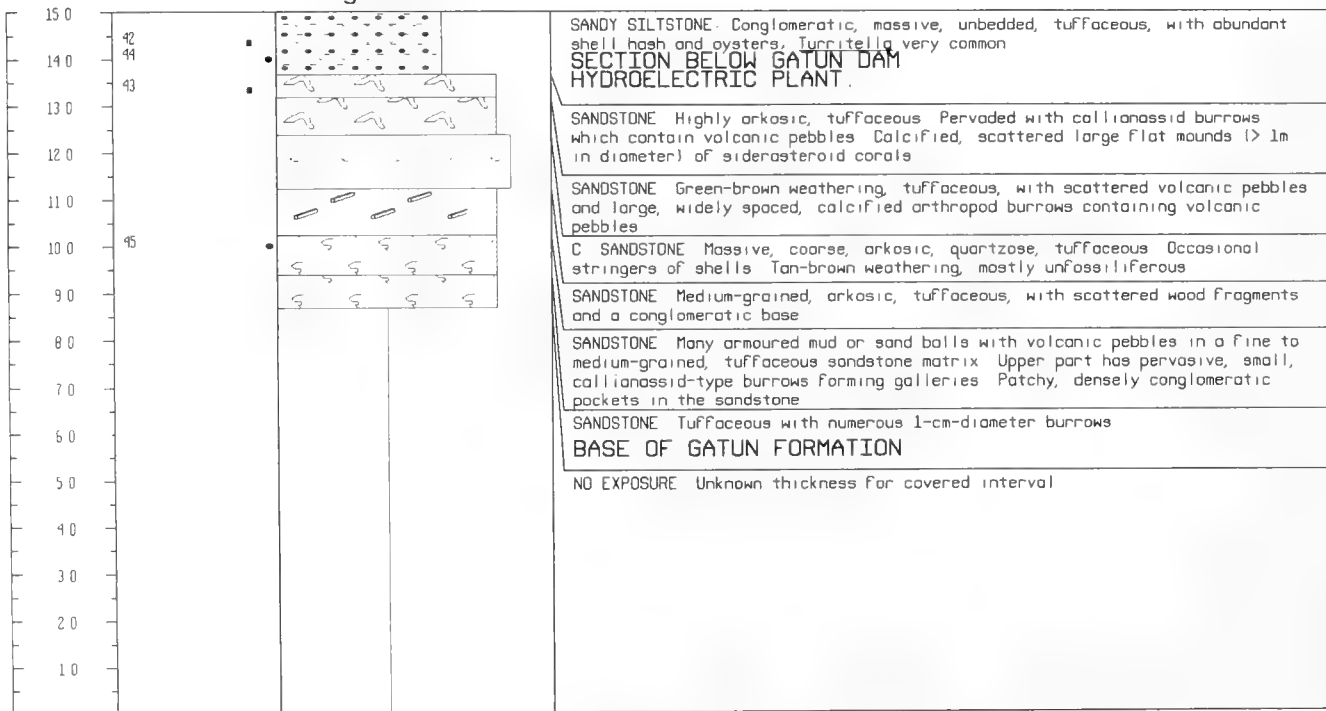 15 0
14 0
13 0
12 0
11 0
10 0
9 0
8 0
7 0
6 0
5 0
4 0
3 0
2 0
1 0
42
44
43
45
SANDY SILTSTONE Conglomeratic, massive, unbedded, tuffaceous, with abundant
shell hash and oysters, Turritella very common
SECTION BELOW GATUN DAM
HYDROELECTRIC PLANT.
SANDSTONE Highly arkosic, tuffaceous Pervaded with callianassid burrows
which contain volcanic pebbles Calcified, scattered large flat mounds (> 1m
in diameter) of siderasteroid corals
SANDSTONE Green-brown weathering, tuffaceous, with scattered volcanic pebbles
and large, widely spaced, calcified arthropod burrows containing volcanic
pebbles
C SANDSTONE Massive, coarse, arkosic, quartzose, tuffaceous Occasional
stringers of shells Tan-brown weathering, mostly unfossiliferous
SANDSTONE Medium-grained, arkosic, tuffaceous, with scattered wood fragments
and a conglomeratic base
SANDSTONE Many armoured mud or sand balls with volcanic pebbles in a fine to
medium-grained, tuffaceous sandstone matrix Upper part has pervasive, small,
callianassid-type burrows forming galleries Patchy, densely conglomeratic
pockets in the sandstone
SANDSTONE Tuffaceous with numerous 1-cm-diameter burrows
BASE OF GATUN FORMATION
NO EXPOSURE Unknown thickness for covered interval